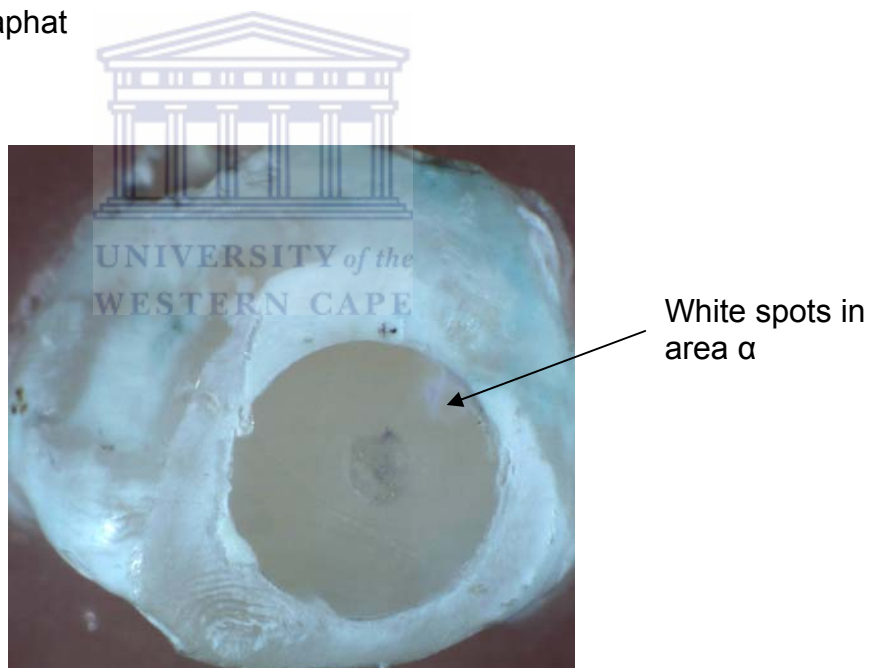 aphat
UNIVERSITY of the
WESTERN CAPE
White spots in
area α